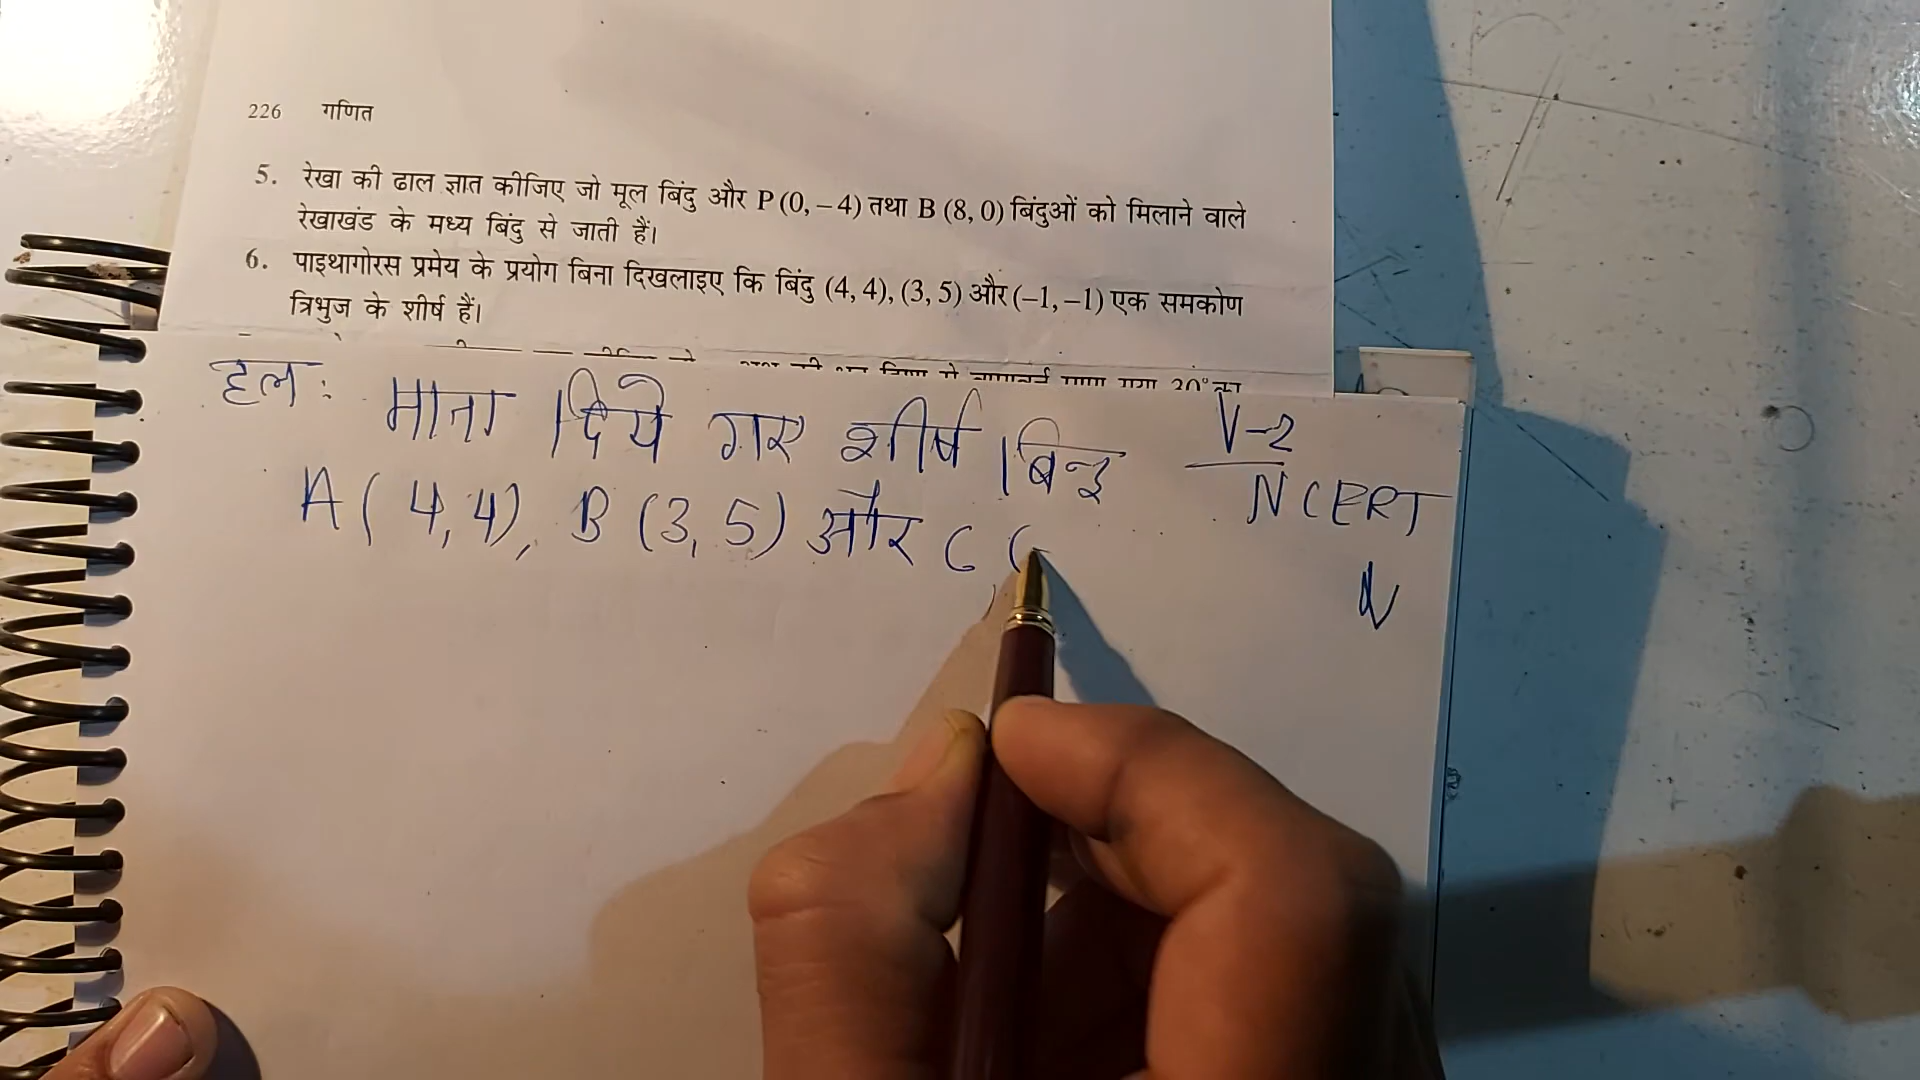 226 गणित
5. रेखा की ढाल ज्ञात कीजिए जो मूल बिंदु और P (0, – 4) तथा B (8, 0) बिंदुओं को मिलाने वाले
रेखाखंड के मध्य बिंदु से जाती हैं।
6. पाइथागोरस प्रमेय के प्रयोग बिना दिखलाइए कि बिंदु (4, 4), (3, 5) और (–1, –1) एक समकोण
त्रिभुज के शीर्ष हैं।
हल : माना दिये गए शीर्ष बिन्दु
V-2
NCERT
A ( 4, 4), B (3, 5) और C (-